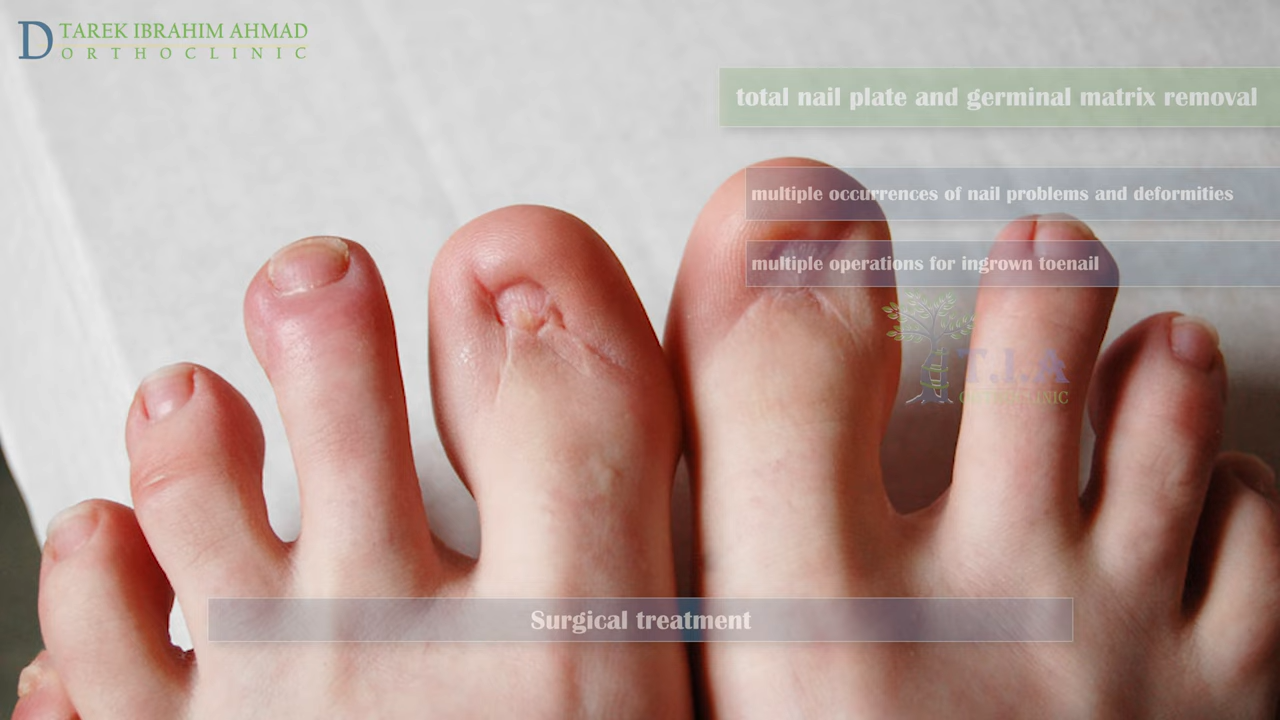 D TAREK IBRAHIM AHMAD
ORTHOCLINIC
total nail plate and germinal matrix removal
multiple occurrences of nail problems and deformities
multiple operations for ingrown toenail
T.I.A
ORTHOCLINIC
Surgical treatment